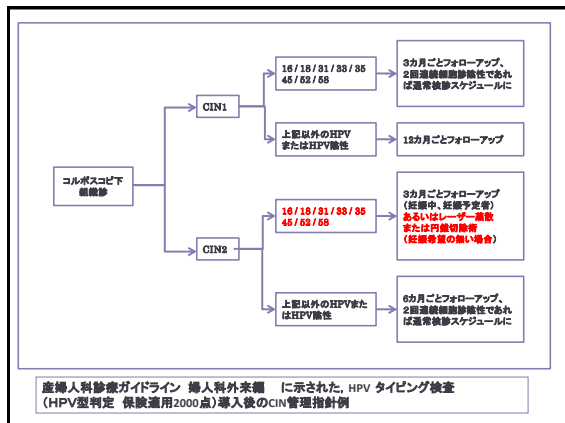 16 / 18 / 31 / 33 / 35
45 / 52 / 58
3カ月ごとフォローアップ、
2回連続細胞診陰性であれ
ば通常検診スケジュールに
CIN1
上記以外のHPV
またはHPV陰性
12カ月ごとフォローアップ
コルポスコピ下
組織診
3カ月ごとフォローアップ
(妊娠中、妊娠予定者)
あるいはレーザー蒸散
または円錐切除術
(妊娠希望の無い場合)
16 / 18 / 31 / 33 / 35
45 / 52 / 58
CIN2
上記以外のHPVまた
はHPV陰性
6カ月ごとフォローアップ、
2回連続細胞診陰性であれ
ば通常検診スケジュールに
産婦人科診療ガイドライン 婦人科外来編 に示された, HPV タイピング検査
(HPV型判定 保険適用2000点)導入後のCIN管理指針例